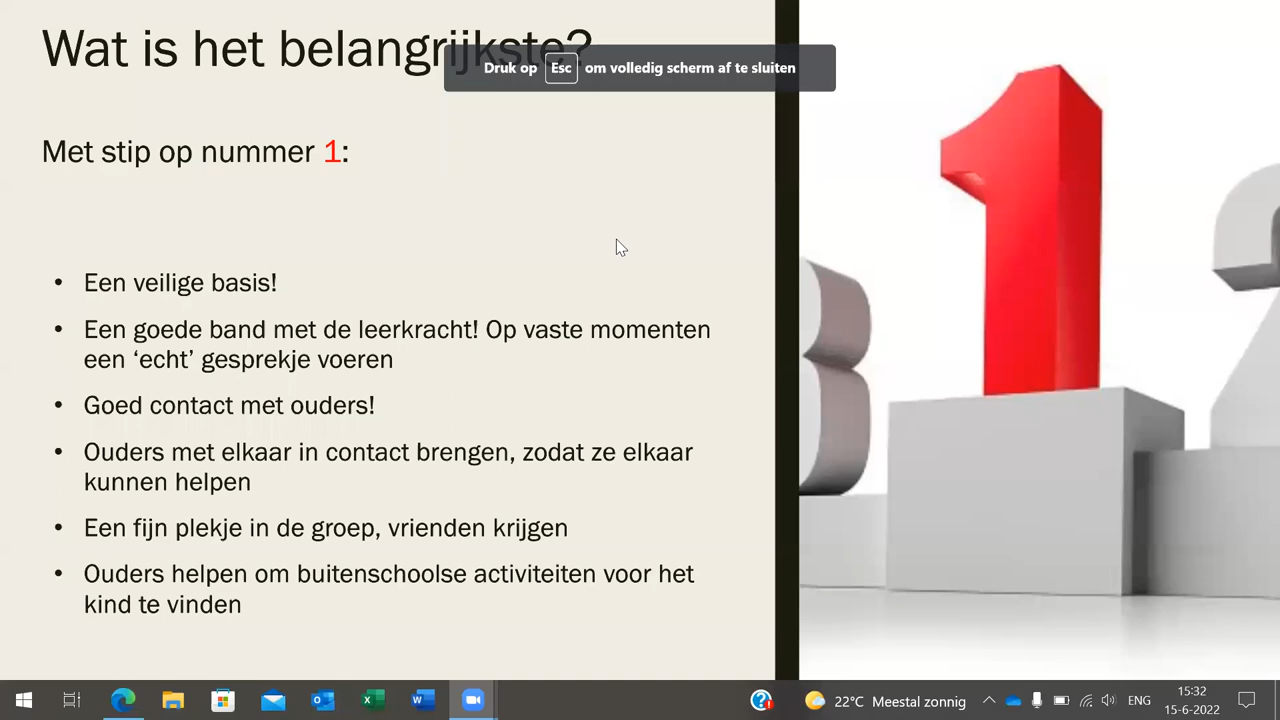 Wat is het belangrijkste?
Druk op Esc om volledig scherm af te sluiten
Met stip op nummer 1:
• Een veilige basis!
• Een goede band met de leerkracht! Op vaste momenten
een ‘echt’ gesprekje voeren
• Goed contact met ouders!
• Ouders met elkaar in contact brengen, zodat ze elkaar
kunnen helpen
• Een fijn plekje in de groep, vrienden krijgen
• Ouders helpen om buitenschoolse activiteiten voor het
kind te vinden
1
2
3
22°C Meestal zonnig
ENG
15:32
15-6-2022